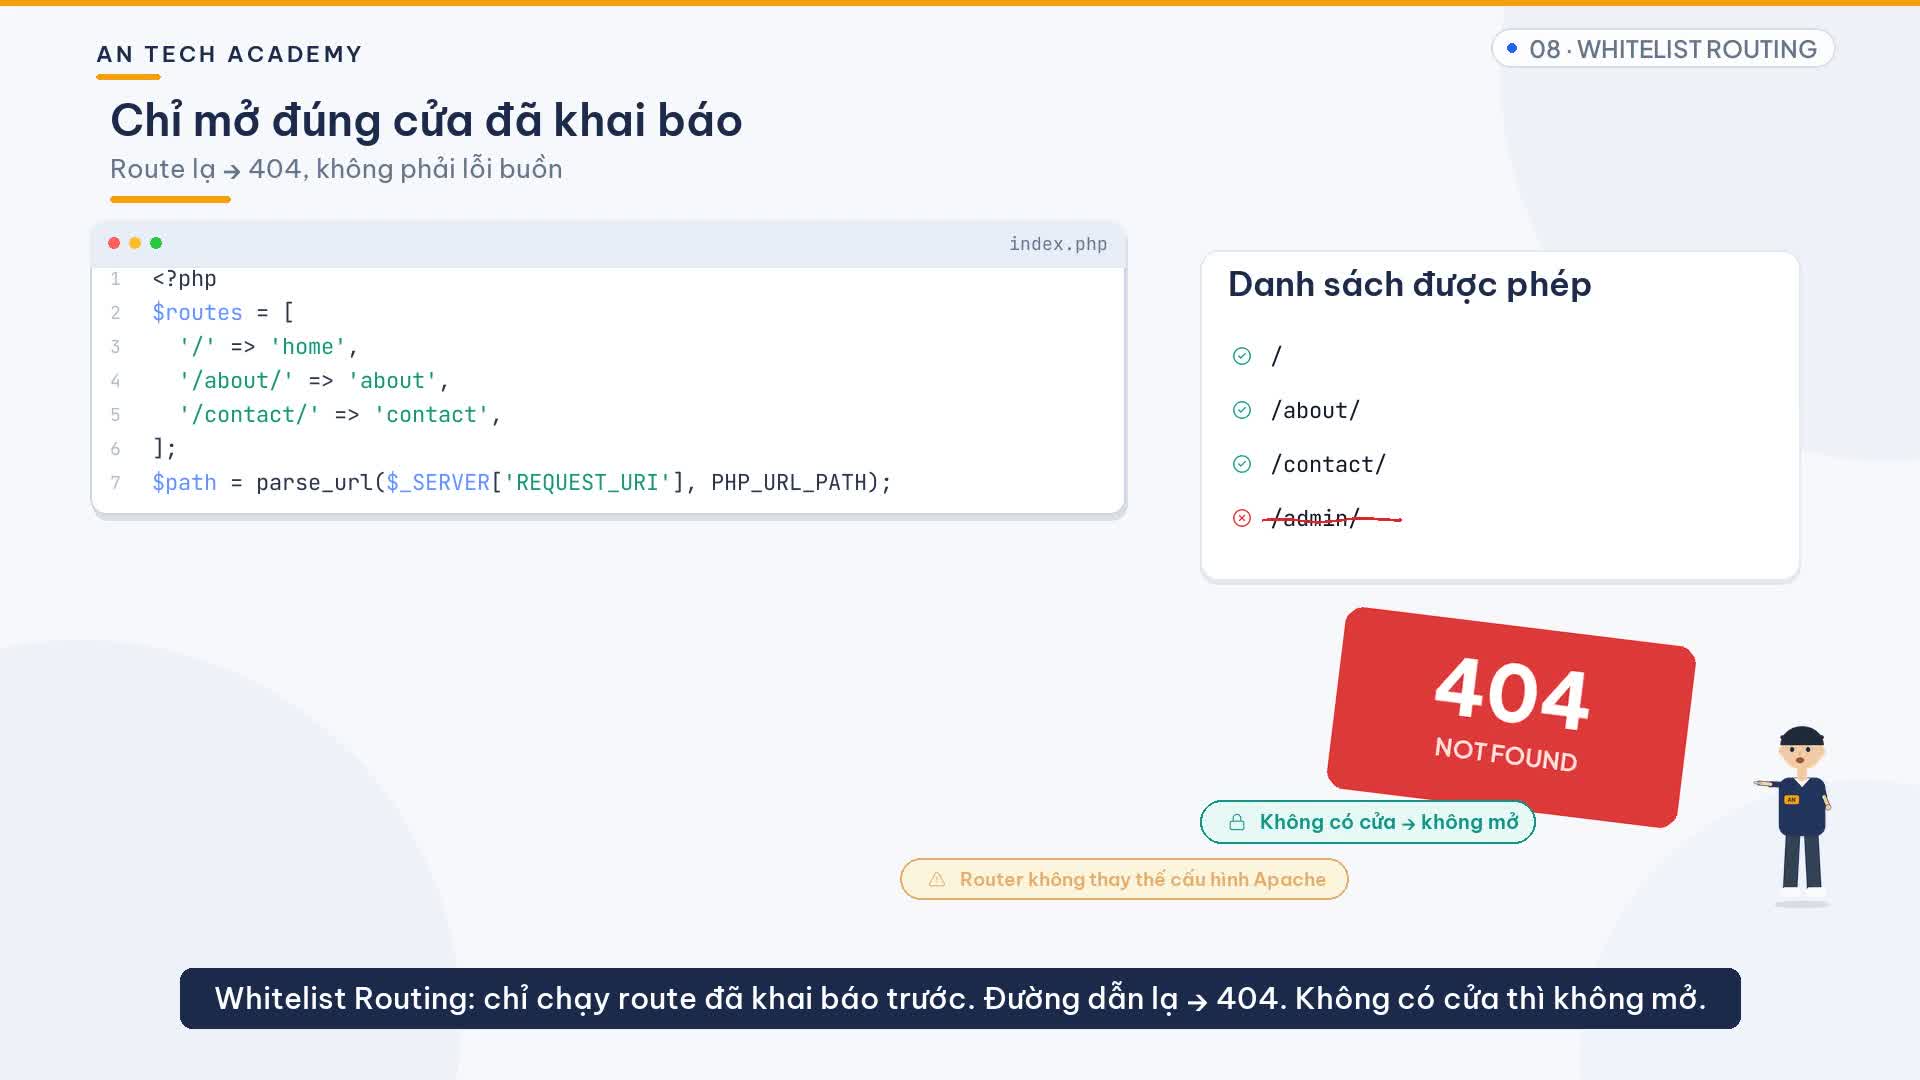 AN TECH ACADEMY
08 · WHITELIST ROUTING
Chỉ mở đúng cửa đã khai báo
Route lạ → 404, không phải lỗi buồn
index.php
1 <?php
2 $routes = [
3 '/' => 'home',
4 '/about/' => 'about',
5 '/contact/' => 'contact',
6 ];
7 $path = parse_url($_SERVER['REQUEST_URI'], PHP_URL_PATH);
Danh sách được phép
/
/about/
/contact/
/admin/
404
NOT FOUND
Không có cửa → không mở
Router không thay thế cấu hình Apache
AN
Whitelist Routing: chỉ chạy route đã khai báo trước. Đường dẫn lạ → 404. Không có cửa thì không mở.